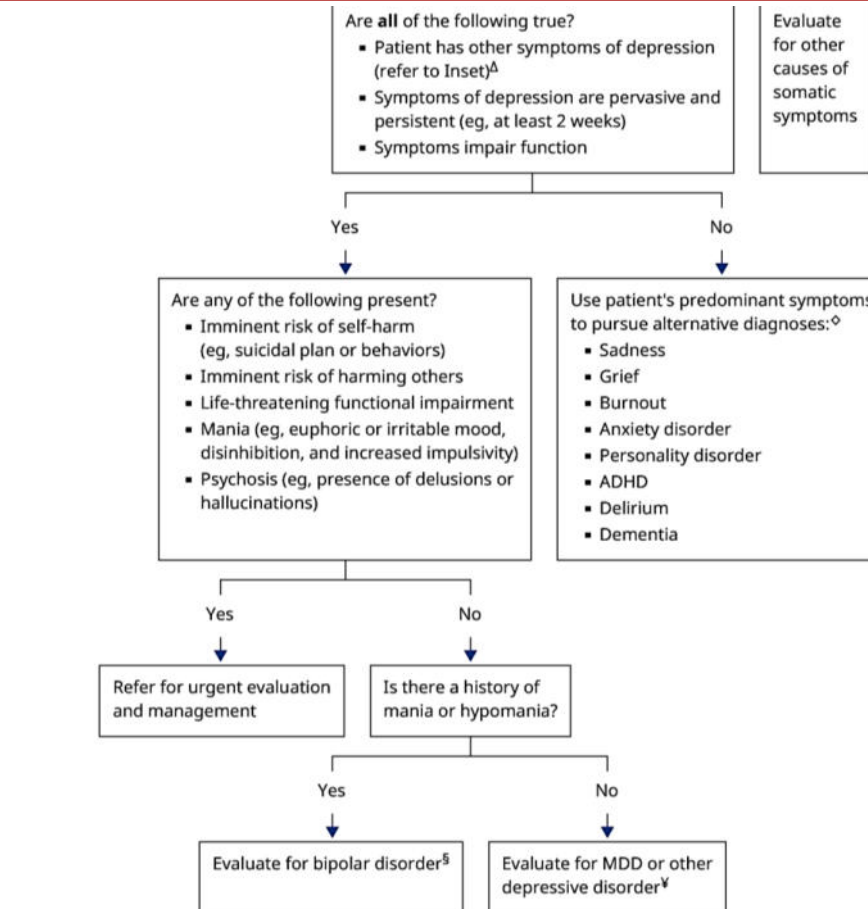 Are all of the following true?
▪ Patient has other symptoms of depression
(refer to Inset)Δ
▪ Symptoms of depression are pervasive and
persistent (eg, at least 2 weeks)
▪ Symptoms impair function
Evaluate
for other
causes of
somatic
symptoms
Yes
No
Are any of the following present?
▪ Imminent risk of self-harm
(eg, suicidal plan or behaviors)
▪ Imminent risk of harming others
▪ Life-threatening functional impairment
▪ Mania (eg, euphoric or irritable mood,
disinhibition, and increased impulsivity)
▪ Psychosis (eg, presence of delusions or
hallucinations)
Use patient's predominant symptoms
to pursue alternative diagnoses:◇
▪ Sadness
▪ Grief
▪ Burnout
▪ Anxiety disorder
▪ Personality disorder
▪ ADHD
▪ Delirium
▪ Dementia
Yes
No
Refer for urgent evaluation
and management
Is there a history of
mania or hypomania?
Yes
No
Evaluate for bipolar disorder§
Evaluate for MDD or other
depressive disorder¥